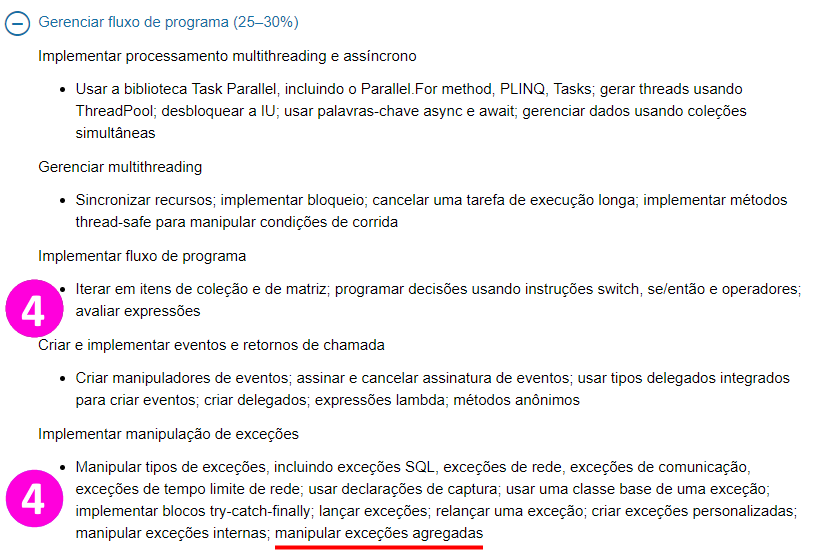 Gerenciar fluxo de programa (25–30%)
Implementar processamento multithreading e assíncrono
• Usar a biblioteca Task Parallel, incluindo o Parallel.For method, PLINQ, Tasks; gerar threads usando
ThreadPool; desbloquear a IU; usar palavras-chave async e await; gerenciar dados usando coleções
simultâneas
Gerenciar multithreading
• Sincronizar recursos; implementar bloqueio; cancelar uma tarefa de execução longa; implementar métodos
thread-safe para manipular condições de corrida
Implementar fluxo de programa
4
• Iterar em itens de coleção e de matriz; programar decisões usando instruções switch, se/então e operadores;
avaliar expressões
Criar e implementar eventos e retornos de chamada
• Criar manipuladores de eventos; assinar e cancelar assinatura de eventos; usar tipos delegados integrados
para criar eventos; criar delegados; expressões lambda; métodos anônimos
Implementar manipulação de exceções
4
• Manipular tipos de exceções, incluindo exceções SQL, exceções de rede, exceções de comunicação,
exceções de tempo limite de rede; usar declarações de captura; usar uma classe base de uma exceção;
implementar blocos try-catch-finally; lançar exceções; relançar uma exceção; criar exceções personalizadas;
manipular exceções internas; manipular exceções agregadas